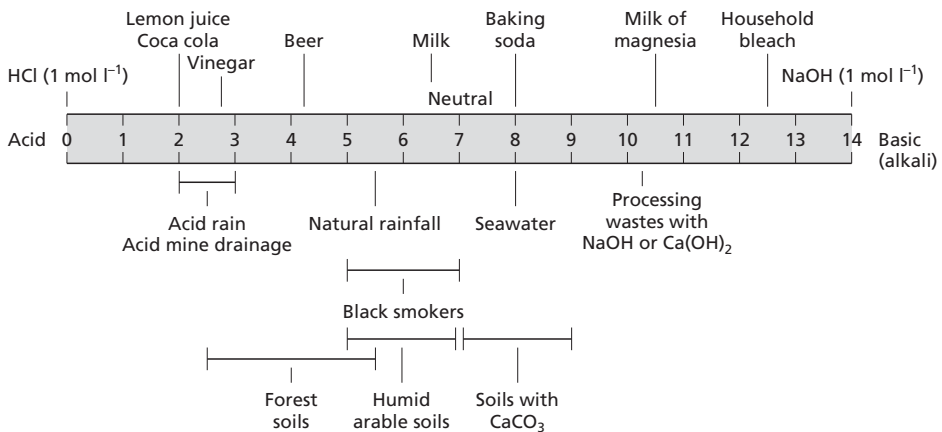 Lemon juice
Coca cola
Vinegar
Beer
Milk
Baking
soda
Milk of
magnesia
Household
bleach
HCl (1 mol l⁻¹)
Neutral
NaOH (1 mol l⁻¹)
Acid 0 1 2 3 4 5 6 7 8 9 10 11 12 13 14 Basic
(alkali)
Acid rain
Acid mine drainage
Natural rainfall
Seawater
Processing
wastes with
NaOH or Ca(OH)₂
Black smokers
Forest
soils
Humid
arable soils
Soils with
CaCO₃